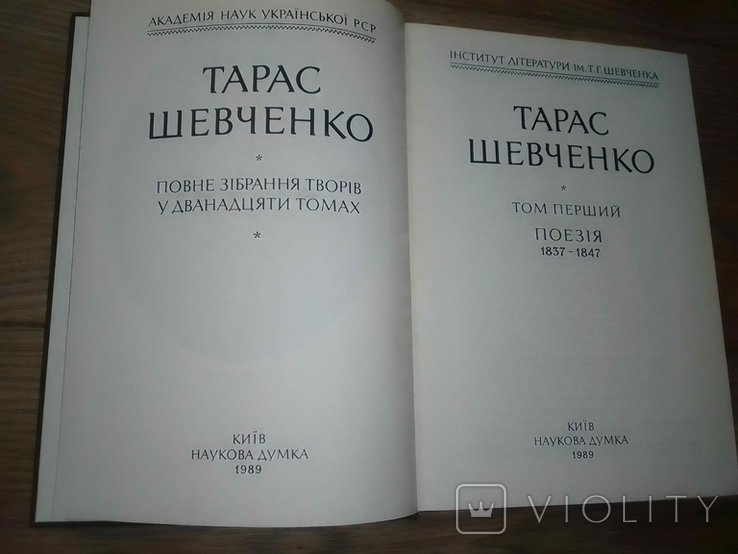 АКАДЕМІЯ НАУК УКРАЇНСЬКОЇ РСР
ТАРАС
ШЕВЧЕНКО
*
ПОВНЕ ЗІБРАННЯ ТВОРІВ
У ДВАНАДЦЯТИ ТОМАХ
*
КИЇВ
НАУКОВА ДУМКА
1989
ІНСТИТУТ ЛІТЕРАТУРИ ІМ. Т. Г. ШЕВЧЕНКА
ТАРАС
ШЕВЧЕНКО
*
ТОМ ПЕРШИЙ
ПОЕЗІЯ
1837-1847
КИЇВ
НАУКОВА ДУМКА
1989
VIOLITY